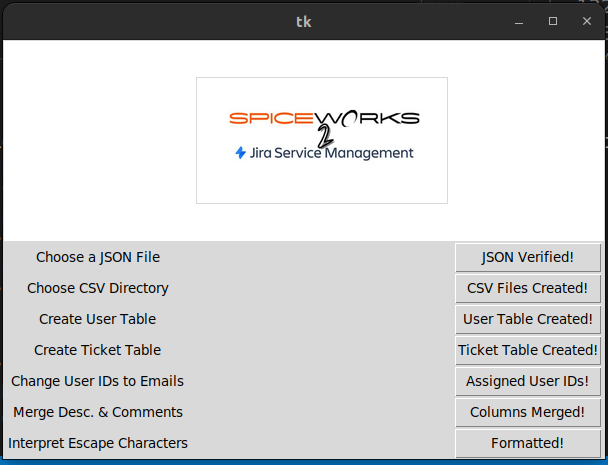 tk
SPICEWORKS
2
Jira Service Management
Choose a JSON File JSON Verified!
Choose CSV Directory CSV Files Created!
Create User Table User Table Created!
Create Ticket Table Ticket Table Created!
Change User IDs to Emails Assigned User IDs!
Merge Desc. & Comments Columns Merged!
Interpret Escape Characters Formatted!